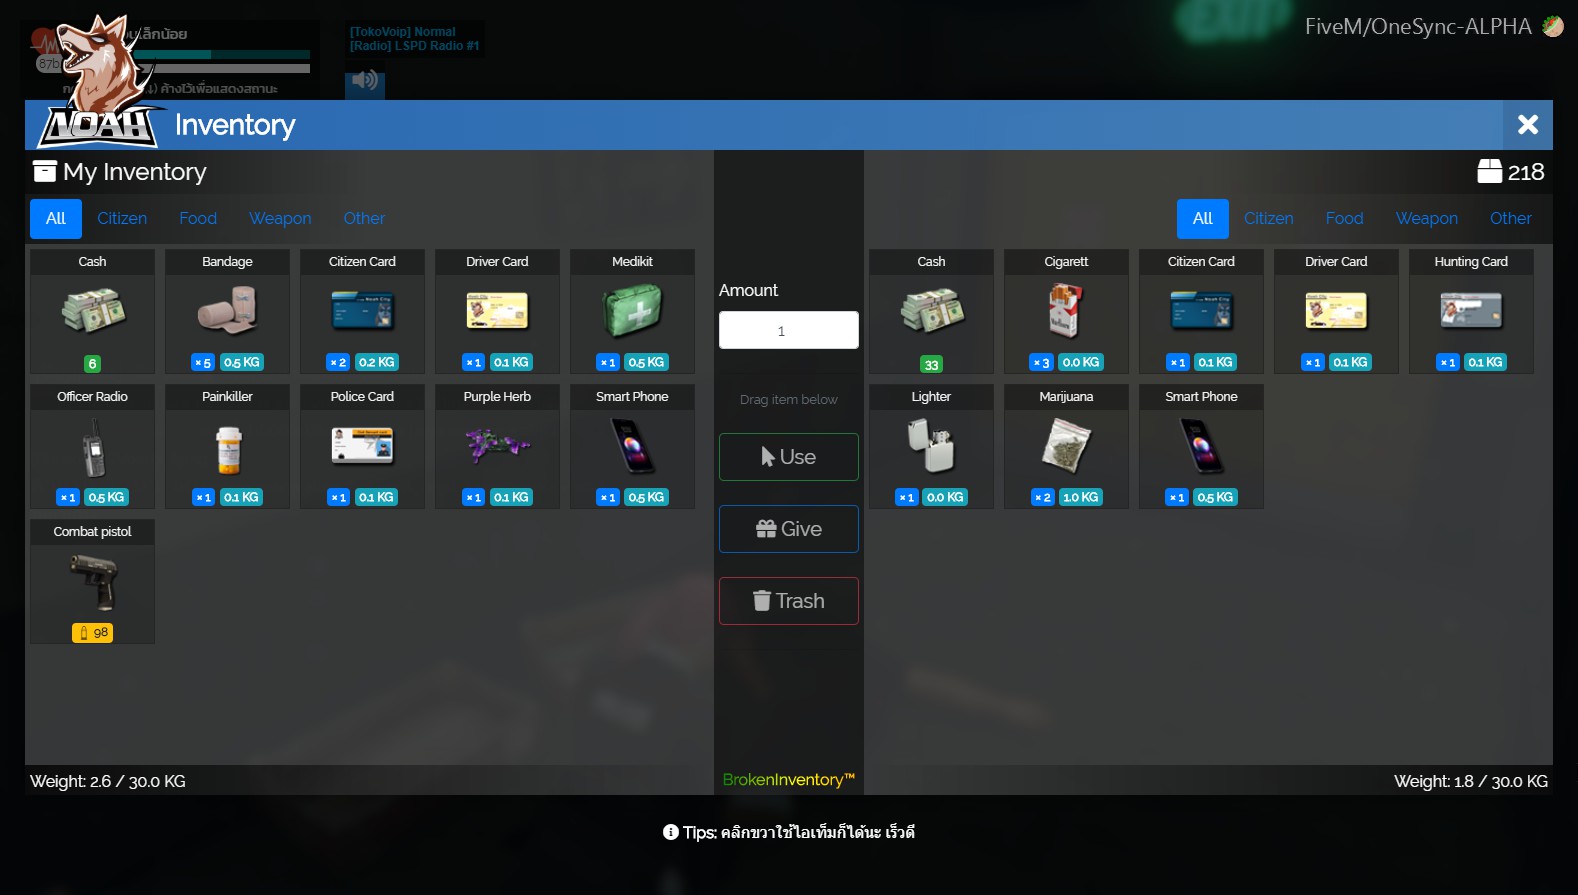 [TokoVoip] Normal
[Radio] LSPD Radio #1
FiveM/OneSync-ALPHA
เล็กน้อย
ค้างไว้เพื่อแสดงสถานะ
NOAH
Inventory
My Inventory
218
All Citizen Food Weapon Other
All Citizen Food Weapon Other
Cash Bandage Citizen Card Driver Card Medikit
6 × 5 0.5 KG × 2 0.2 KG × 1 0.1 KG × 1 0.5 KG
Officer Radio Painkiller Police Card Purple Herb Smart Phone
× 1 0.5 KG × 1 0.1 KG × 1 0.1 KG × 1 0.1 KG × 1 0.5 KG
Combat pistol
98
Weight: 2.6 / 30.0 KG
Amount
1
Drag item below
Use
Give
Trash
BrokenInventory™
Cash Cigarett Citizen Card Driver Card Hunting Card
33 × 3 0.0 KG × 1 0.1 KG × 1 0.1 KG × 1 0.1 KG
Lighter Marijuana Smart Phone
× 1 0.0 KG × 2 1.0 KG × 1 0.5 KG
Weight: 1.8 / 30.0 KG
Tips: คลิกขวาใช้ไอเท็มก็ได้นะ เร็วดี